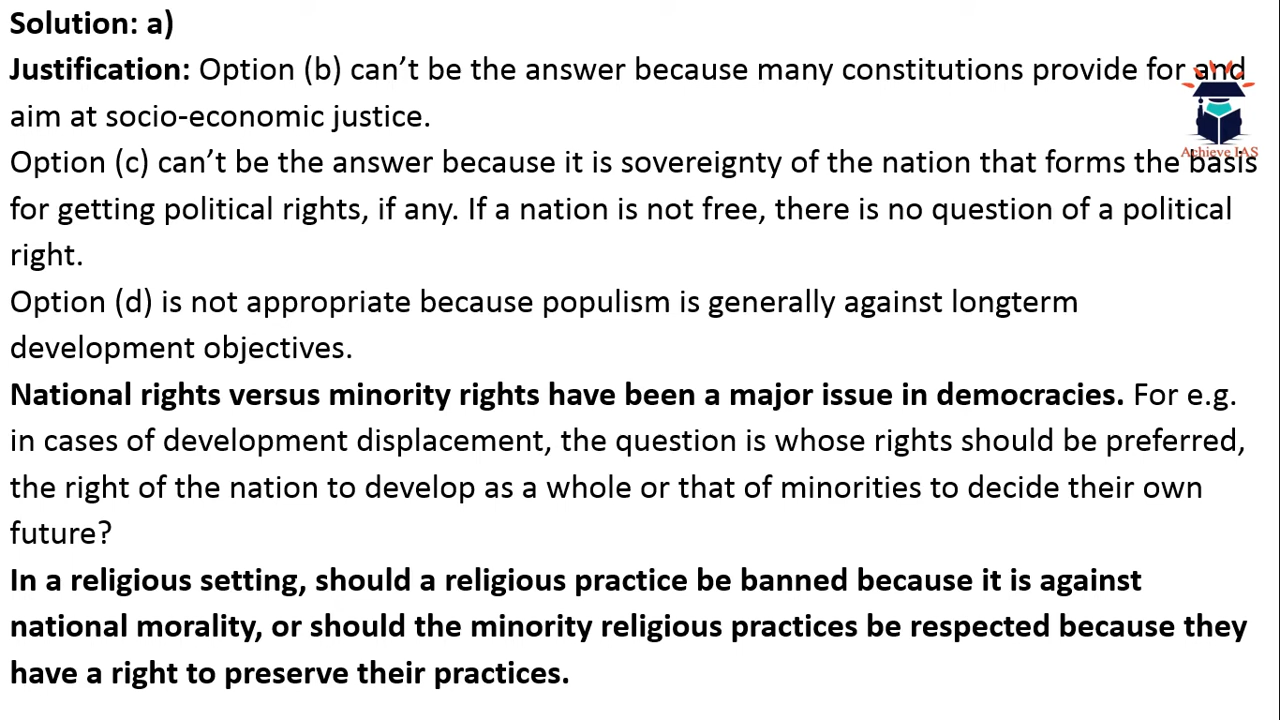 Solution: a)
Justification: Option (b) can’t be the answer because many constitutions provide for and
aim at socio-economic justice.
Option (c) can’t be the answer because it is sovereignty of the nation that forms the basis
for getting political rights, if any. If a nation is not free, there is no question of a political
right.
Option (d) is not appropriate because populism is generally against longterm
development objectives.
National rights versus minority rights have been a major issue in democracies. For e.g.
in cases of development displacement, the question is whose rights should be preferred,
the right of the nation to develop as a whole or that of minorities to decide their own
future?
In a religious setting, should a religious practice be banned because it is against
national morality, or should the minority religious practices be respected because they
have a right to preserve their practices.
Achieve IAS